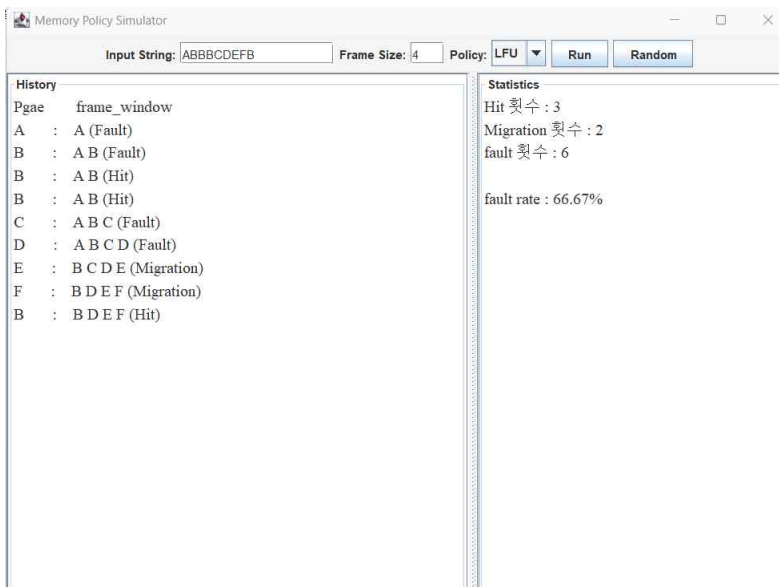 Memory Policy Simulator
Input String: ABBBCDEFB Frame Size: 4 Policy: LFU Run Random
History
Pgae frame_window
A : A (Fault)
B : A B (Fault)
B : A B (Hit)
B : A B (Hit)
C : A B C (Fault)
D : A B C D (Fault)
E : B C D E (Migration)
F : B D E F (Migration)
B : B D E F (Hit)
Statistics
Hit 횟수 : 3
Migration 횟수 : 2
fault 횟수 : 6
fault rate : 66.67%